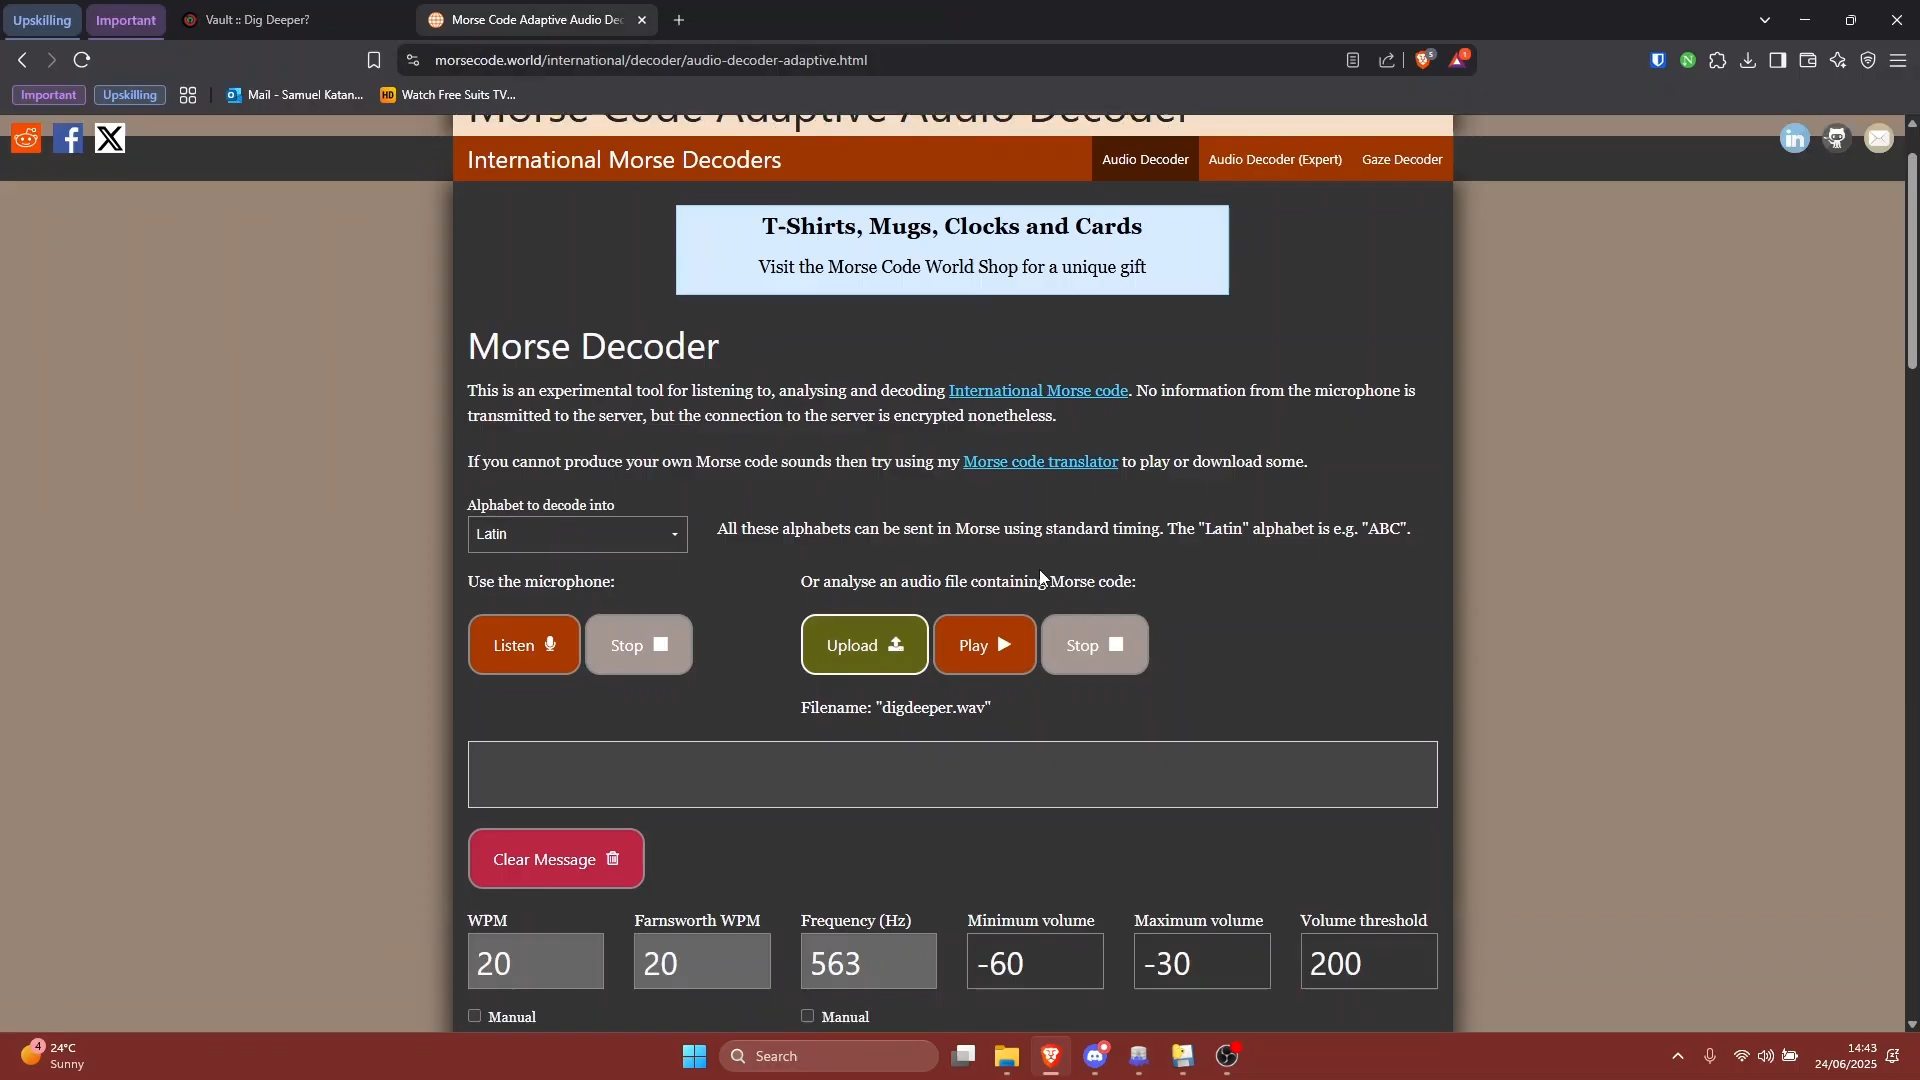 Upskilling
Important
Vault :: Dig Deeper?
Morse Code Adaptive Audio Dec
morsecode.world/international/decoder/audio-decoder-adaptive.html
5
1
Important
Upskilling
Mail - Samuel Katan...
HD
Watch Free Suits TV...
Morse Code Adaptive Audio Decoder
International Morse Decoders
Audio Decoder
Audio Decoder (Expert)
Gaze Decoder
T-Shirts, Mugs, Clocks and Cards
Visit the Morse Code World Shop for a unique gift
Morse Decoder
This is an experimental tool for listening to, analysing and decoding International Morse code. No information from the microphone is
transmitted to the server, but the connection to the server is encrypted nonetheless.
If you cannot produce your own Morse code sounds then try using my Morse code translator to play or download some.
Alphabet to decode into
Latin
All these alphabets can be sent in Morse using standard timing. The "Latin" alphabet is e.g. "ABC".
Use the microphone:
Or analyse an audio file containing Morse code:
Listen
Stop
Upload
Play
Stop
Filename: "digdeeper.wav"
Clear Message
WPM
Farnsworth WPM
Frequency (Hz)
Minimum volume
Maximum volume
Volume threshold
20
20
563
-60
-30
200
Manual
Manual
4
24°C
Sunny
Search
14:43
24/06/2025